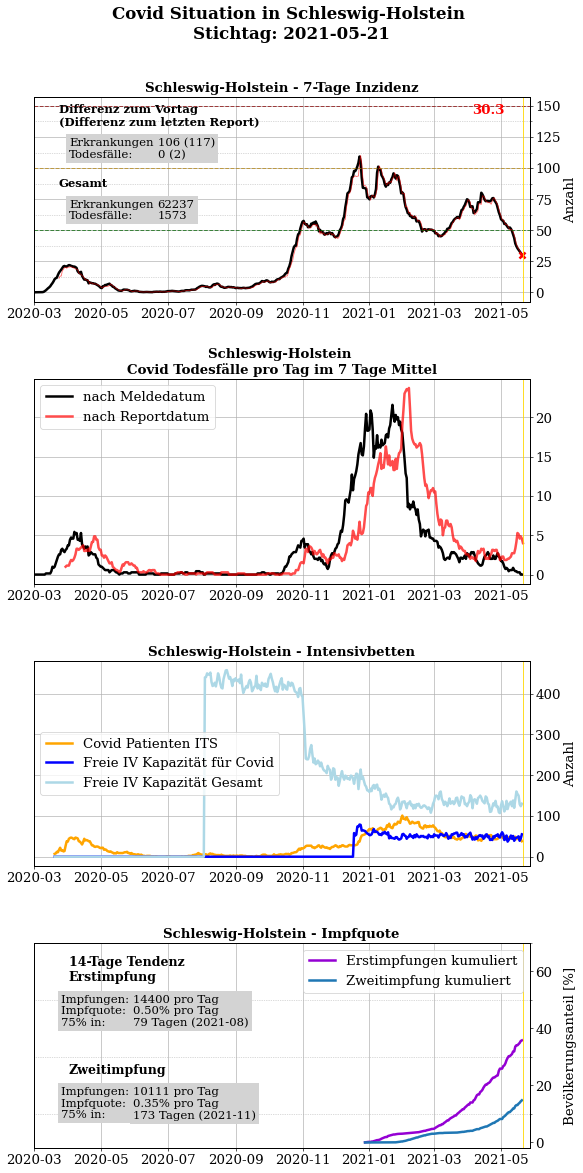 Covid Situation in Schleswig-Holstein
Stichtag: 2021-05-21
Schleswig-Holstein - 7-Tage Inzidenz
Differenz zum Vortag
(Differenz zum letzten Report)
Erkrankungen 106 (117)
Todesfälle: 0 (2)
Gesamt
Erkrankungen 62237
Todesfälle: 1573
30.3
150
125
100
75
50
25
0
Anzahl
2020-03 2020-05 2020-07 2020-09 2020-11 2021-01 2021-03 2021-05
Schleswig-Holstein
Covid Todesfälle pro Tag im 7 Tage Mittel
nach Meldedatum
nach Reportdatum
20
15
10
5
0
2020-03 2020-05 2020-07 2020-09 2020-11 2021-01 2021-03 2021-05
Schleswig-Holstein - Intensivbetten
Covid Patienten ITS
Freie IV Kapazität für Covid
Freie IV Kapazität Gesamt
400
300
200
100
0
Anzahl
2020-03 2020-05 2020-07 2020-09 2020-11 2021-01 2021-03 2021-05
Schleswig-Holstein - Impfquote
14-Tage Tendenz
Erstimpfung
Impfungen: 14400 pro Tag
Impfquote: 0.50% pro Tag
75% in: 79 Tagen (2021-08)
Zweitimpfung
Impfungen: 10111 pro Tag
Impfquote: 0.35% pro Tag
75% in: 173 Tagen (2021-11)
Erstimpfungen kumuliert
Zweitimpfung kumuliert
60
40
20
0
Bevölkerungsanteil [%]
2020-03 2020-05 2020-07 2020-09 2020-11 2021-01 2021-03 2021-05